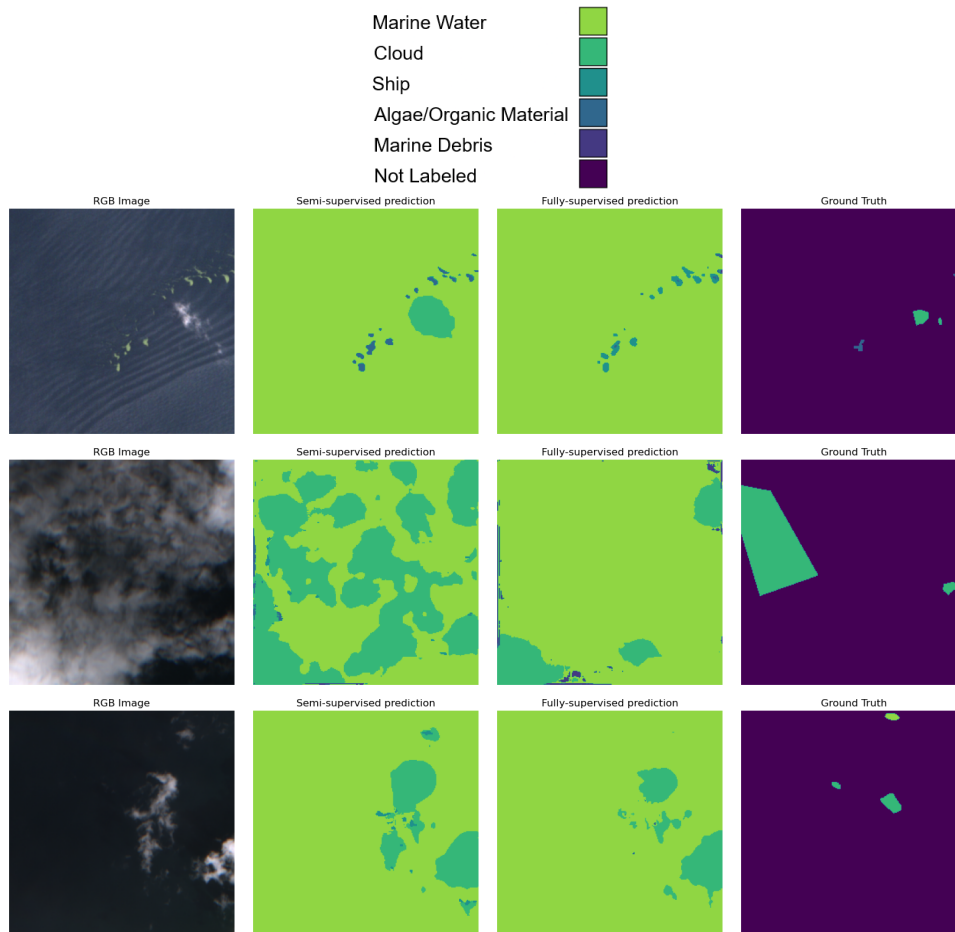 Marine Water
Cloud
Ship
Algae/Organic Material
Marine Debris
Not Labeled
RGB Image
Semi-supervised prediction
Fully-supervised prediction
Ground Truth
RGB Image
Semi-supervised prediction
Fully-supervised prediction
Ground Truth
RGB Image
Semi-supervised prediction
Fully-supervised prediction
Ground Truth